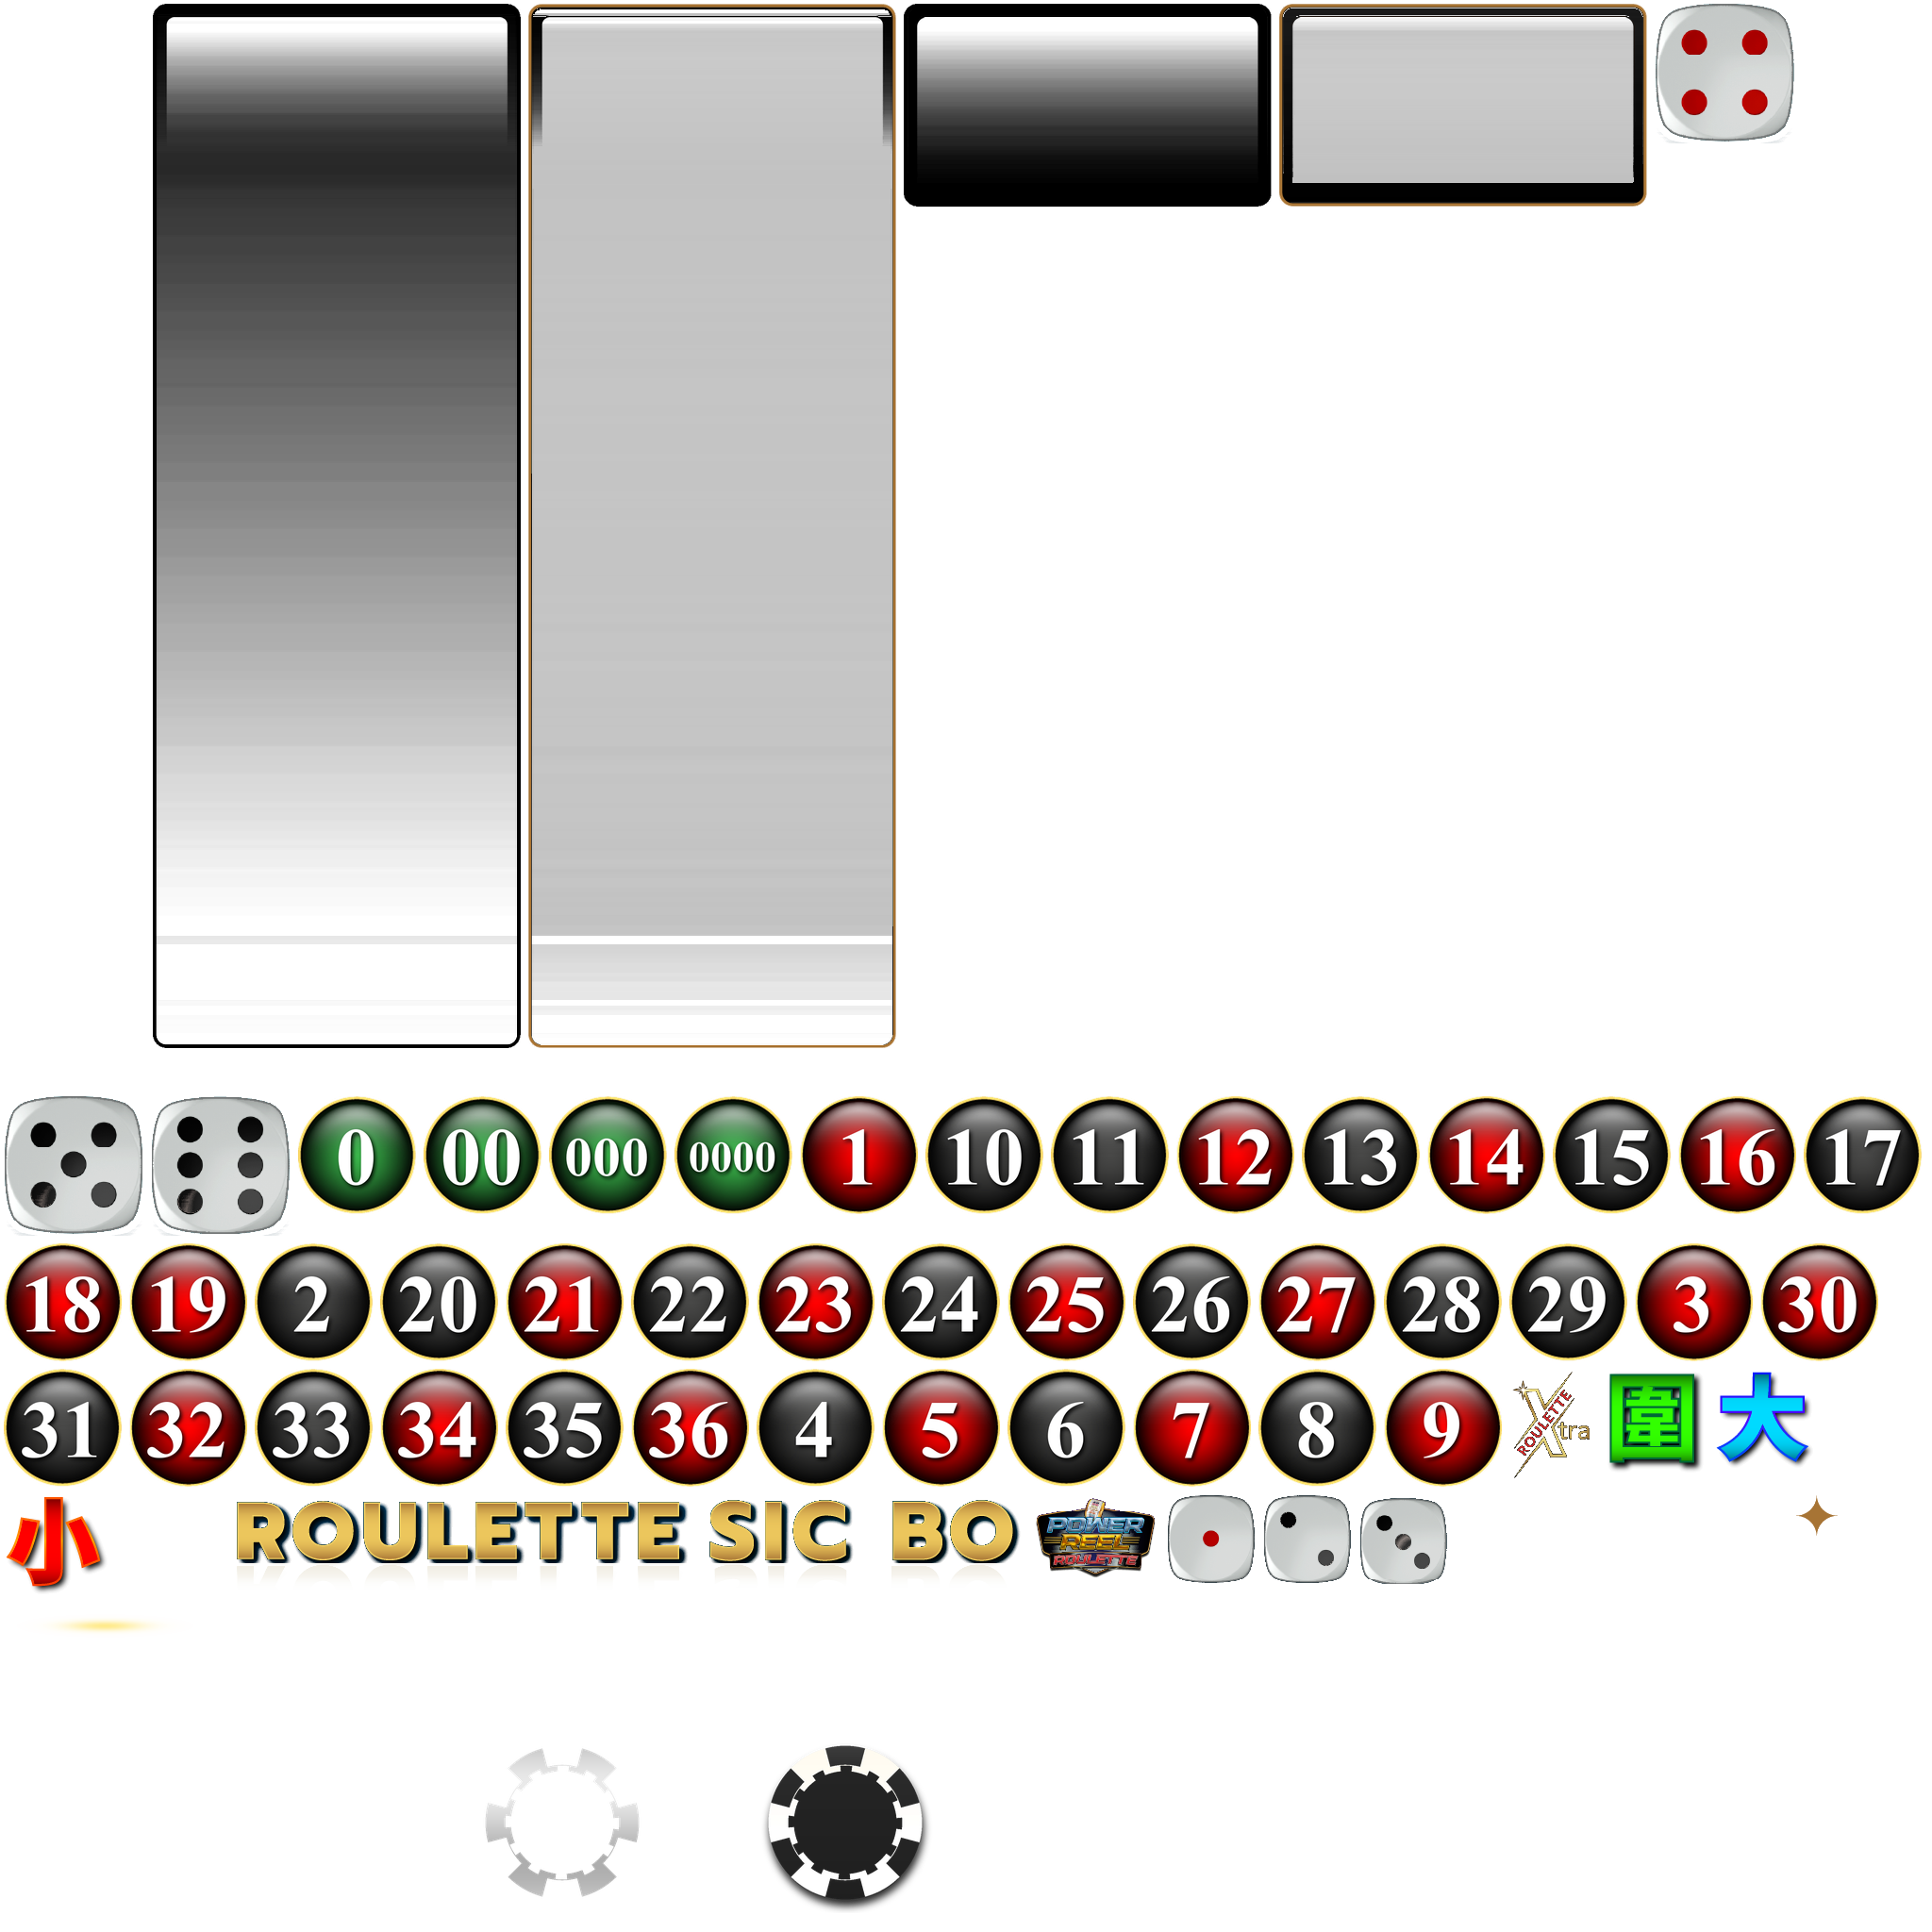 0 00 000 0000 1 10 11 12 13 14 15 16 17
18 19 2 20 21 22 23 24 25 26 27 28 29 3 30
31 32 33 34 35 36 4 5 6 7 8 9 ROULETTE Xtra 圍 大
小 ROULETTE SIC BO POWER REEL ROULETTE